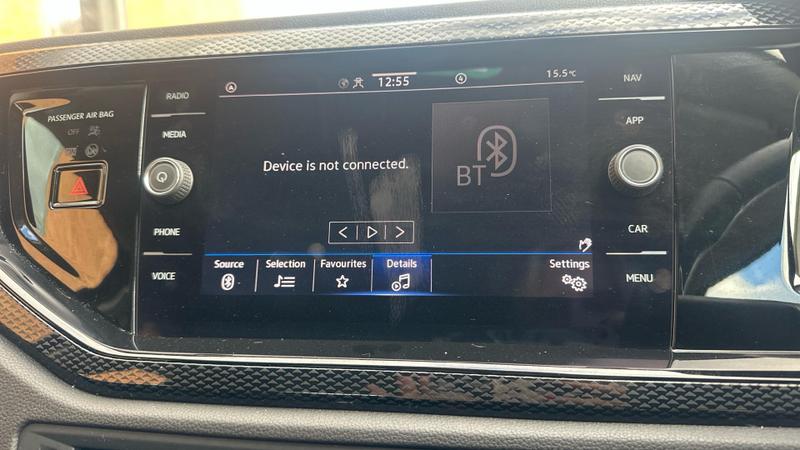 PASSENGER AIR BAG
OFF
RADIO
MEDIA
PHONE
VOICE
12:55
4
15.5°C
Device is not connected.
BT
Source
Selection
Favourites
Details
Settings
NAV
APP
CAR
MENU